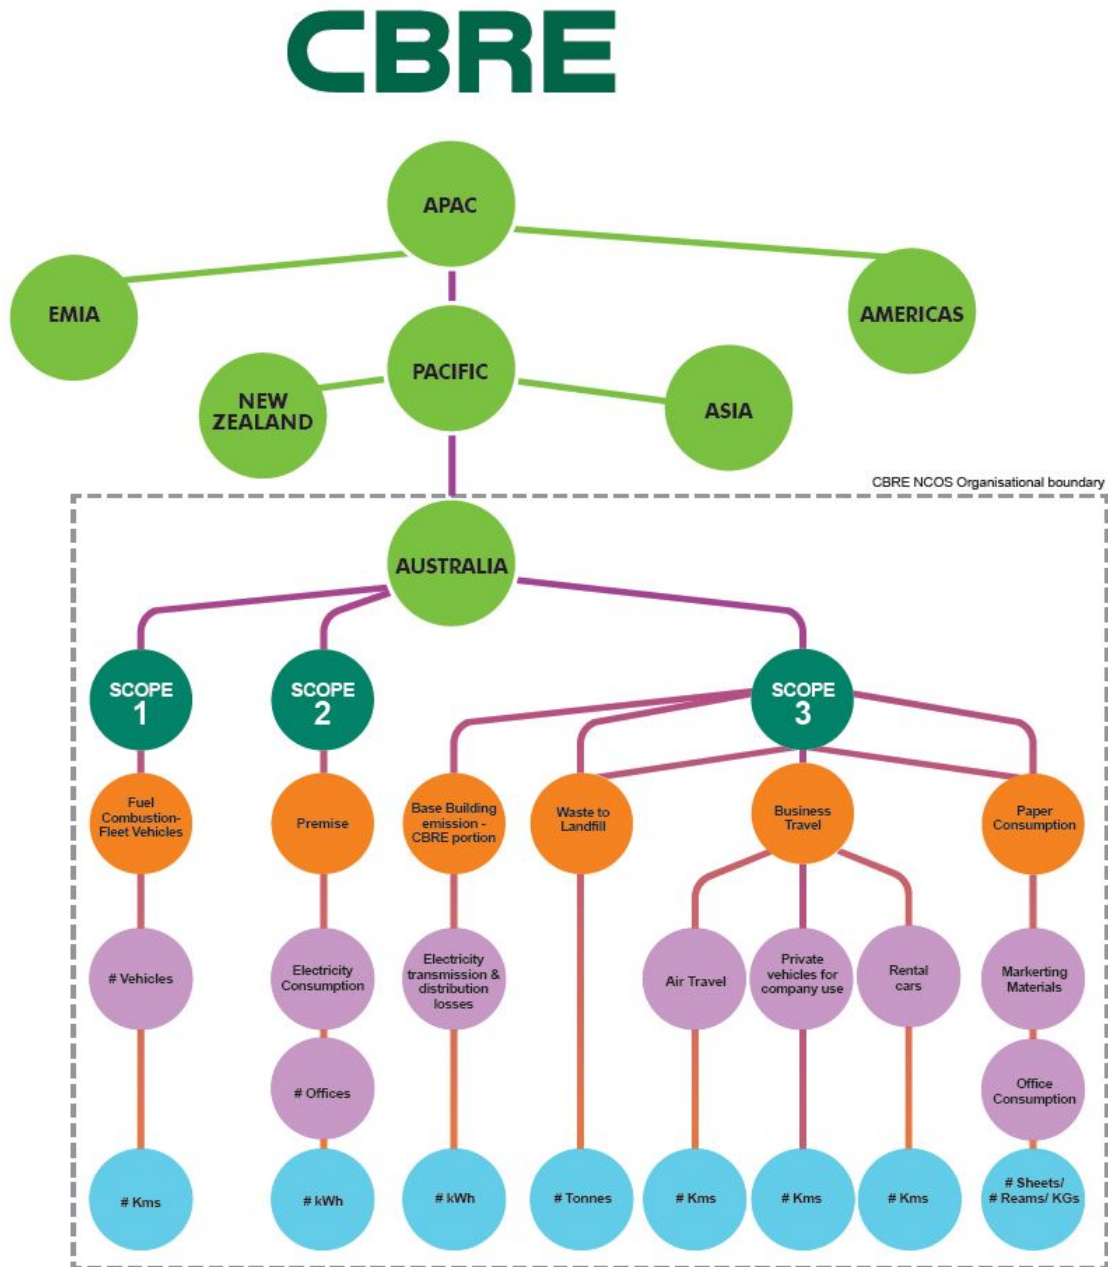 CBRE
APAC
EMIA
AMERICAS
PACIFIC
NEW
ZEALAND
ASIA
CBRE NCOS Organisational boundary
AUSTRALIA
SCOPE
1
SCOPE
2
SCOPE
3
Fuel
Combustion-
Fleet Vehicles
Premise
Base Building
emission -
CBRE portion
Waste to
Landfill
Business
Travel
Paper
Consumption
# Vehicles
Electricity
Consumption
Electricity
transmission &
distribution
losses
Air Travel
Private
vehicles for
company use
Rental
cars
Markerting
Materials
# Offices
Office
Consumption
# Kms
# kWh
# kWh
# Tonnes
# Kms
# Kms
# Kms
# Sheets/
# Reams/ KGs